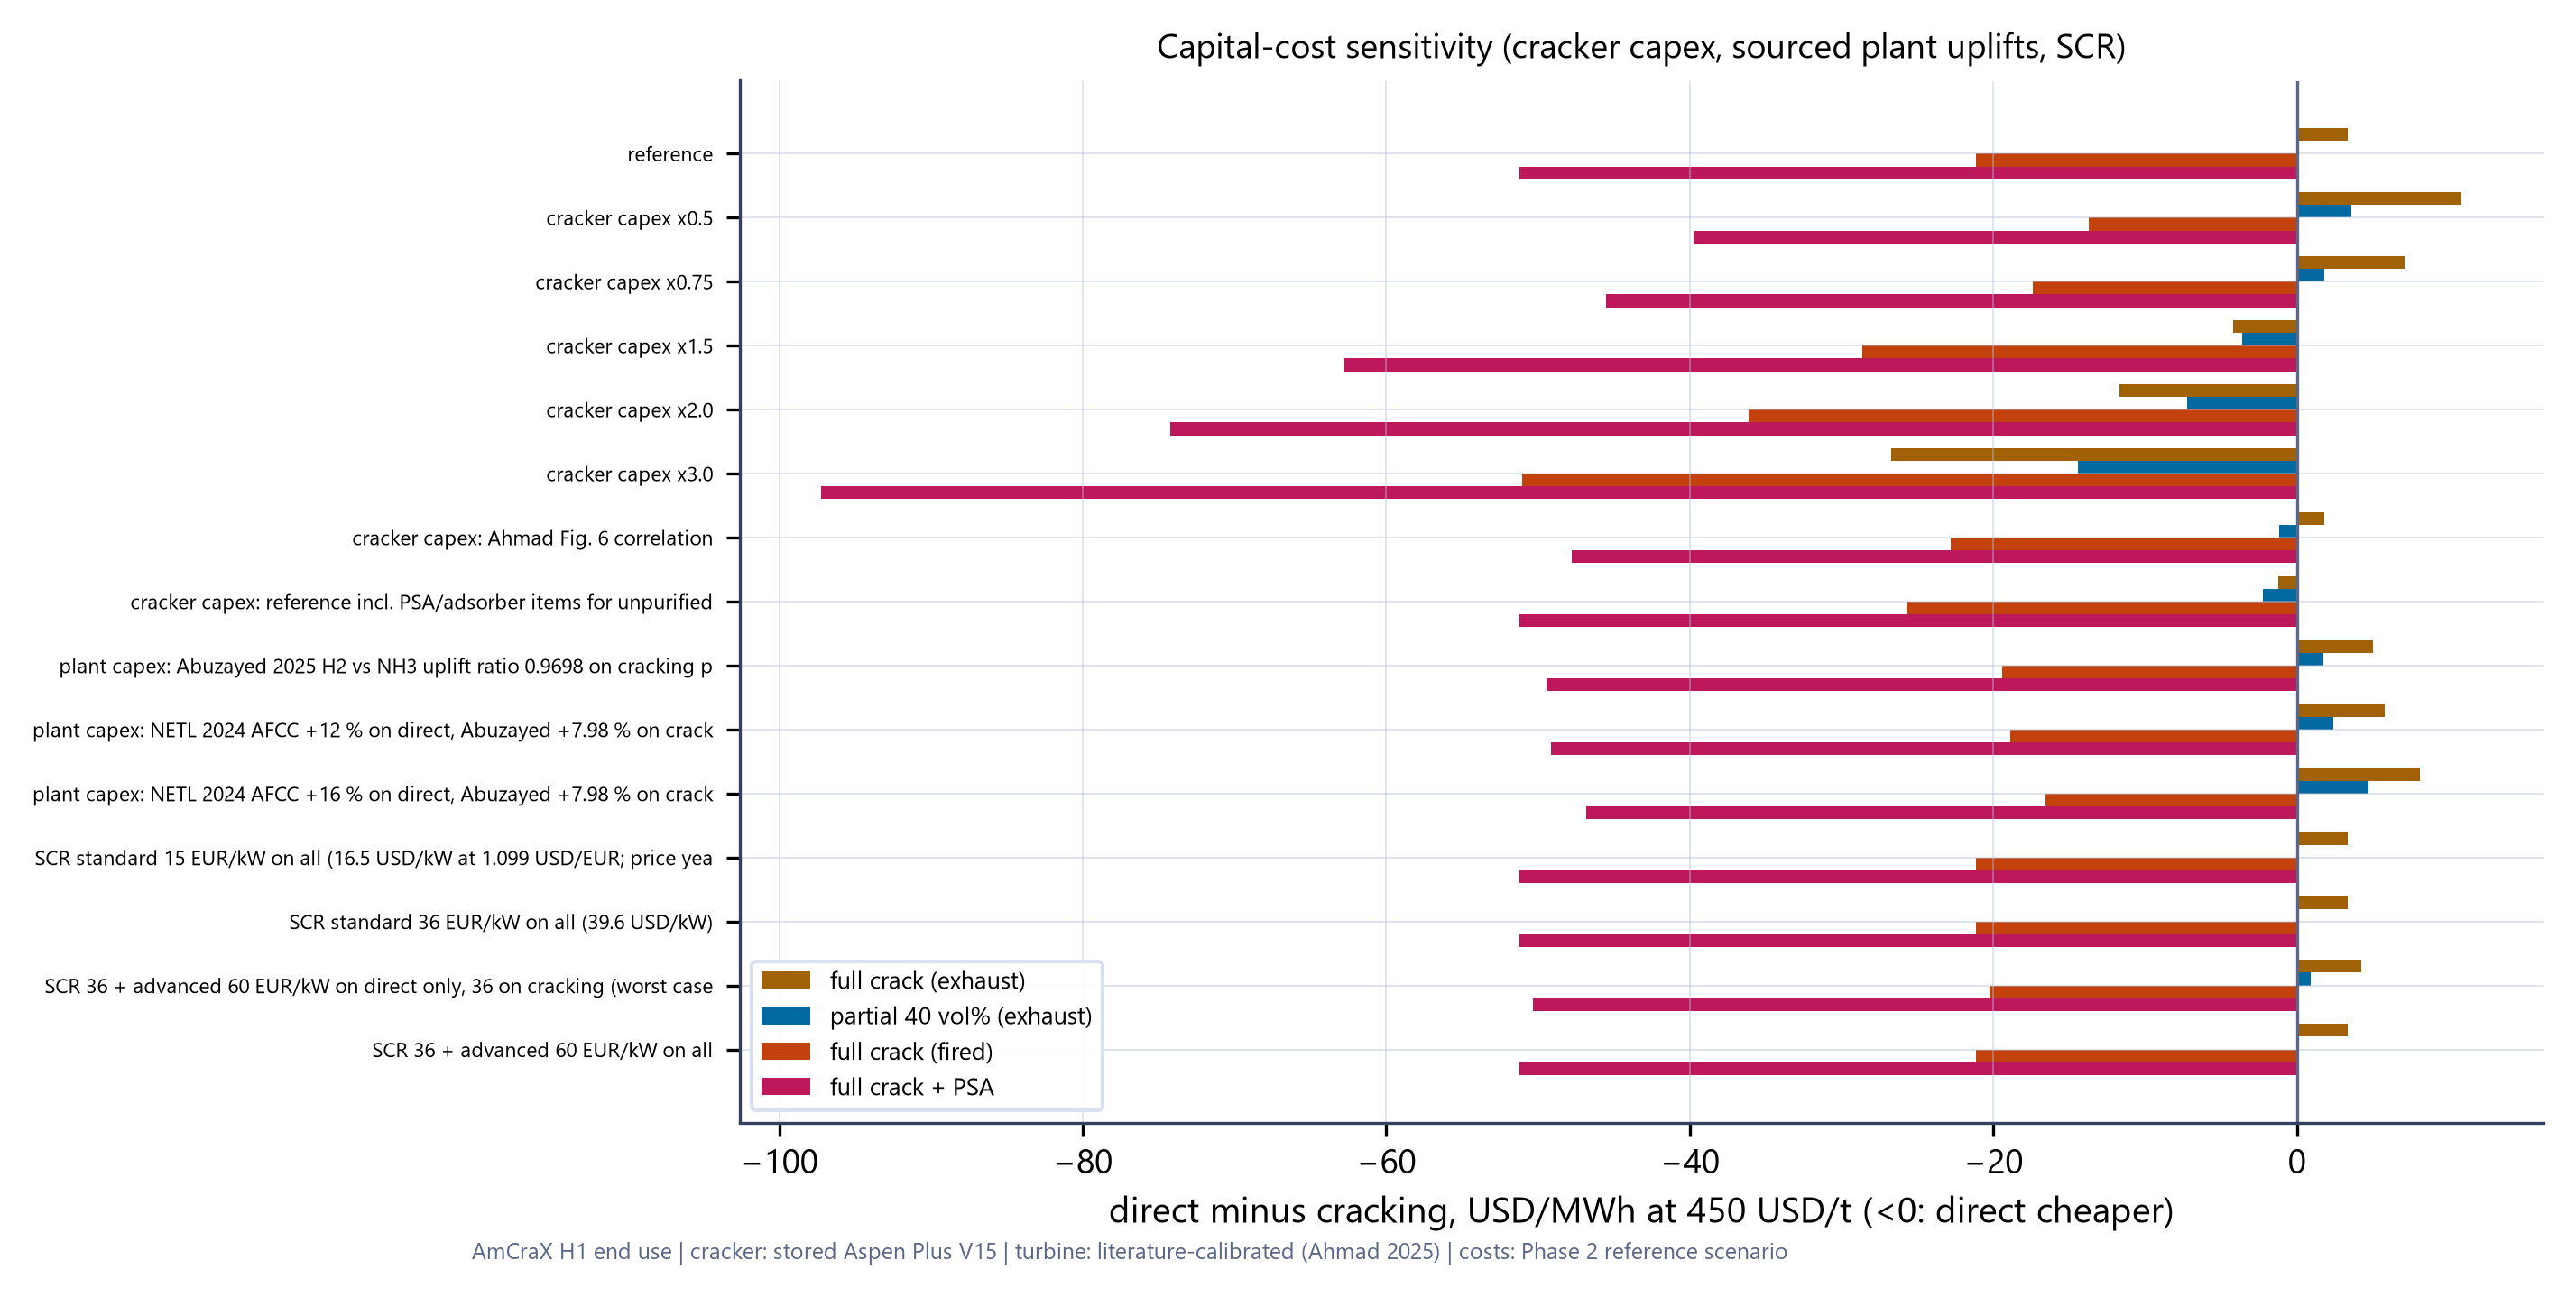 Capital-cost sensitivity (cracker capex, sourced plant uplifts, SCR)
reference
cracker capex x0.5
cracker capex x0.75
cracker capex x1.5
cracker capex x2.0
cracker capex x3.0
cracker capex: Ahmad Fig. 6 correlation
cracker capex: reference incl. PSA/adsorber items for unpurified
plant capex: Abuzayed 2025 H2 vs NH3 uplift ratio 0.9698 on cracking p
plant capex: NETL 2024 AFCC +12 % on direct, Abuzayed +7.98 % on crack
plant capex: NETL 2024 AFCC +16 % on direct, Abuzayed +7.98 % on crack
SCR standard 15 EUR/kW on all (16.5 USD/kW at 1.099 USD/EUR; price yea
SCR standard 36 EUR/kW on all (39.6 USD/kW)
SCR 36 + advanced 60 EUR/kW on direct only, 36 on cracking (worst case
SCR 36 + advanced 60 EUR/kW on all
full crack (exhaust)
partial 40 vol% (exhaust)
full crack (fired)
full crack + PSA
−100 −80 −60 −40 −20 0
direct minus cracking, USD/MWh at 450 USD/t (<0: direct cheaper)
AmCraX H1 end use | cracker: stored Aspen Plus V15 | turbine: literature-calibrated (Ahmad 2025) | costs: Phase 2 reference scenario